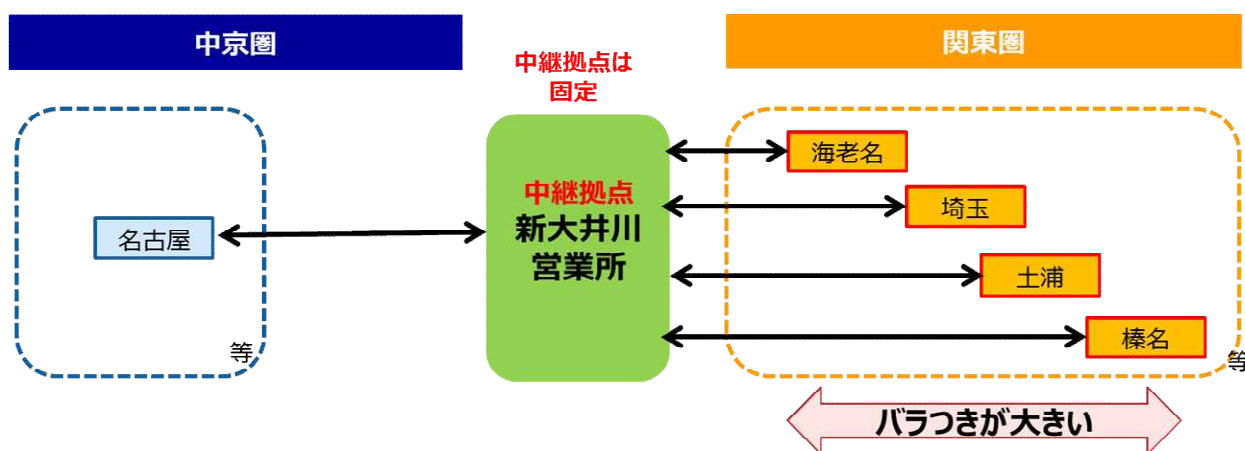 中京圏
関東圏
中継拠点は
固定
中継拠点
新大井川
営業所
名古屋
等
海老名
埼玉
土浦
榛名
等
バラつきが大きい